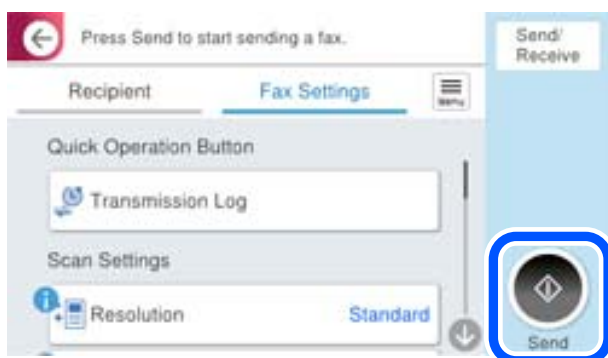 Press Send to start sending a fax.
Send/
Receive
Recipient
Fax Settings
Menu
Quick Operation Button
Transmission Log
Scan Settings
Resolution
Standard
Send